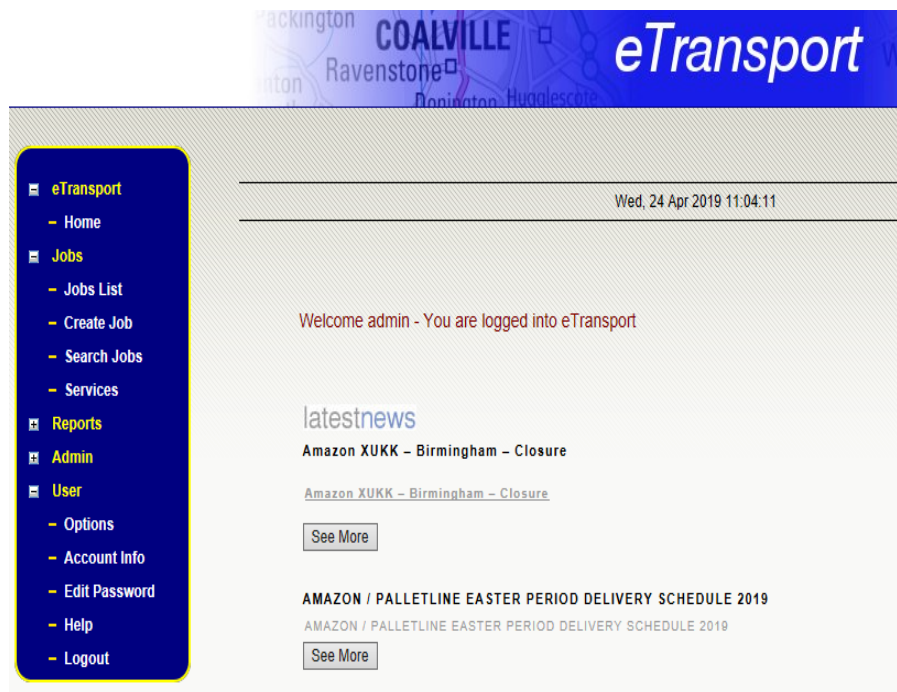 ackington
COALVILLE
Ravenstone
Donington Hugglescote
eTransport
Wed, 24 Apr 2019 11:04:11
eTransport
– Home
Jobs
– Jobs List
– Create Job
– Search Jobs
– Services
Reports
Admin
User
– Options
– Account Info
– Edit Password
– Help
– Logout
Welcome admin - You are logged into eTransport
latestnews
Amazon XUKK – Birmingham – Closure
Amazon XUKK – Birmingham – Closure
See More
AMAZON / PALLETLINE EASTER PERIOD DELIVERY SCHEDULE 2019
AMAZON / PALLETLINE EASTER PERIOD DELIVERY SCHEDULE 2019
See More